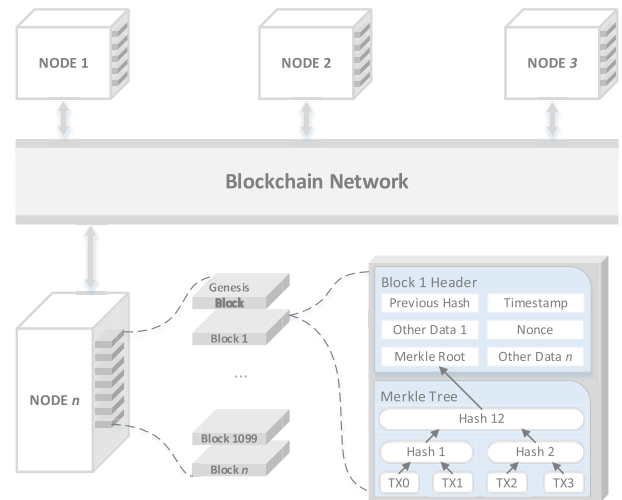 NODE 1
NODE 2
NODE 3
Blockchain Network
NODE n
Genesis
Block
Block 1
...
Block 1099
Block n
Block 1 Header
Previous Hash
Timestamp
Other Data 1
Nonce
Merkle Root
Other Data n
Merkle Tree
Hash 12
Hash 1
Hash 2
TX0
TX1
TX2
TX3